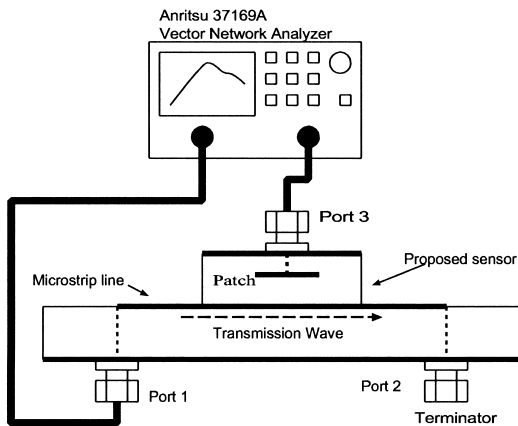 Anritsu 37169A
Vector Network Analyzer
Port 3
Proposed sensor
Patch
Microstrip line
Transmission Wave
Port 1
Port 2
Terminator